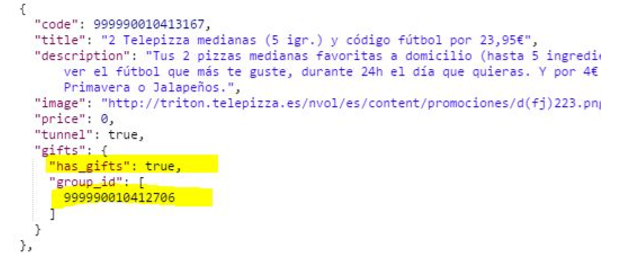 {
"code": 999990010413167,
"title": "2 Telepizza medianas (5 igr.) y código fútbol por 23,95€",
"description": "Tus 2 pizzas medianas favoritas a domicilio (hasta 5 ingredie
ver el fútbol que más te guste, durante 24h el día que quieras. Y por 4€
Primavera o Jalapeños.",
"image": "http://triton.telepizza.es/nvol/es/content/promociones/d(fj)223.png
"price": 0,
"tunnel": true,
"gifts": {
"has_gifts": true,
"group_id": [
999990010412706
]
}
},